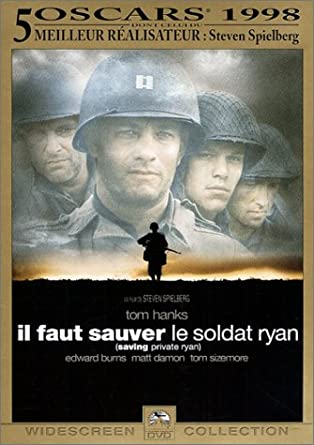 5 OSCARS® 1998
DONT CELUI DU
MEILLEUR RÉALISATEUR : Steven Spielberg
un film de STEVEN SPIELBERG
tom hanks
il faut sauver le soldat ryan
(saving private ryan)
edward burns matt damon tom sizemore
WIDESCREEN COLLECTION
DVD